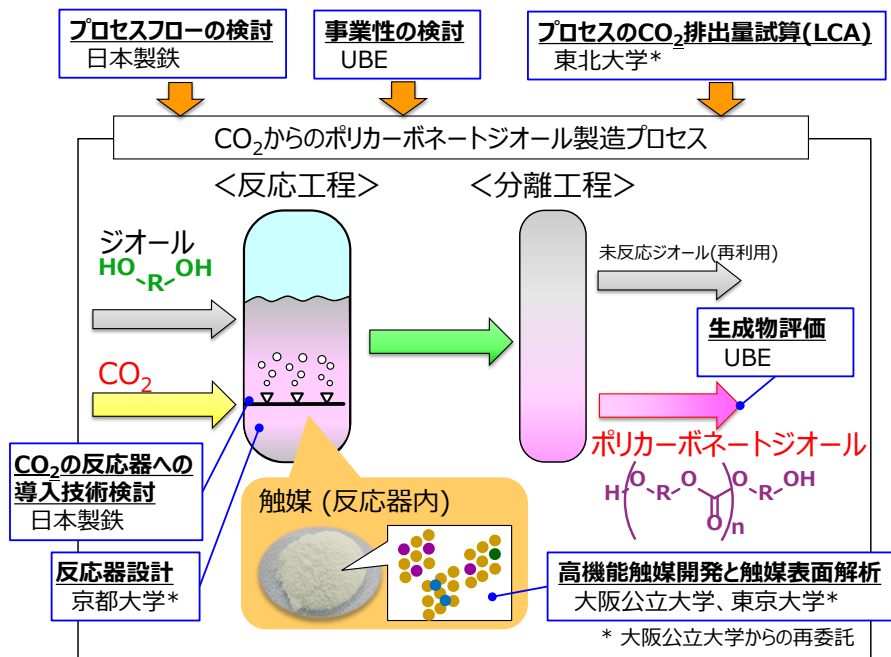 プロセスフローの検討
日本製鉄
事業性の検討
UBE
プロセスのCO₂排出量試算(LCA)
東北大学*
CO₂からのポリカーボネートジオール製造プロセス
<反応工程>
<分離工程>
ジオール
HO R OH
未反応ジオール(再利用)
生成物評価
UBE
CO₂
ポリカーボネートジオール
H O R O O O R OH n
CO₂の反応器への
導入技術検討
日本製鉄
触媒 (反応器内)
反応器設計
京都大学*
高機能触媒開発と触媒表面解析
大阪公立大学、東京大学*
* 大阪公立大学からの再委託